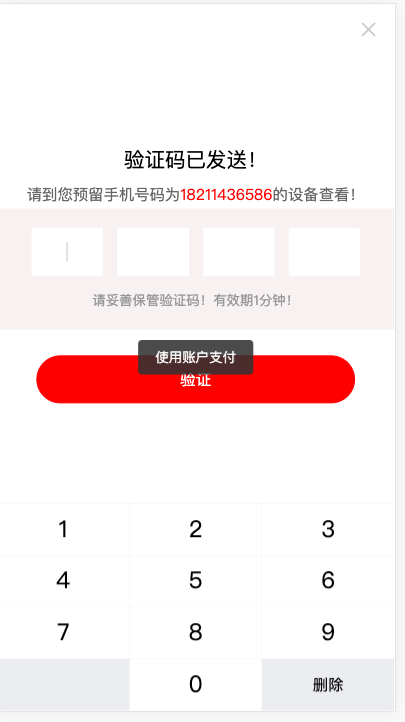 验证码已发送！
请到您预留手机号码为18211436586的设备查看！
请妥善保管验证码！有效期1分钟！
使用账户支付
验证
1 2 3
4 5 6
7 8 9
0 删除